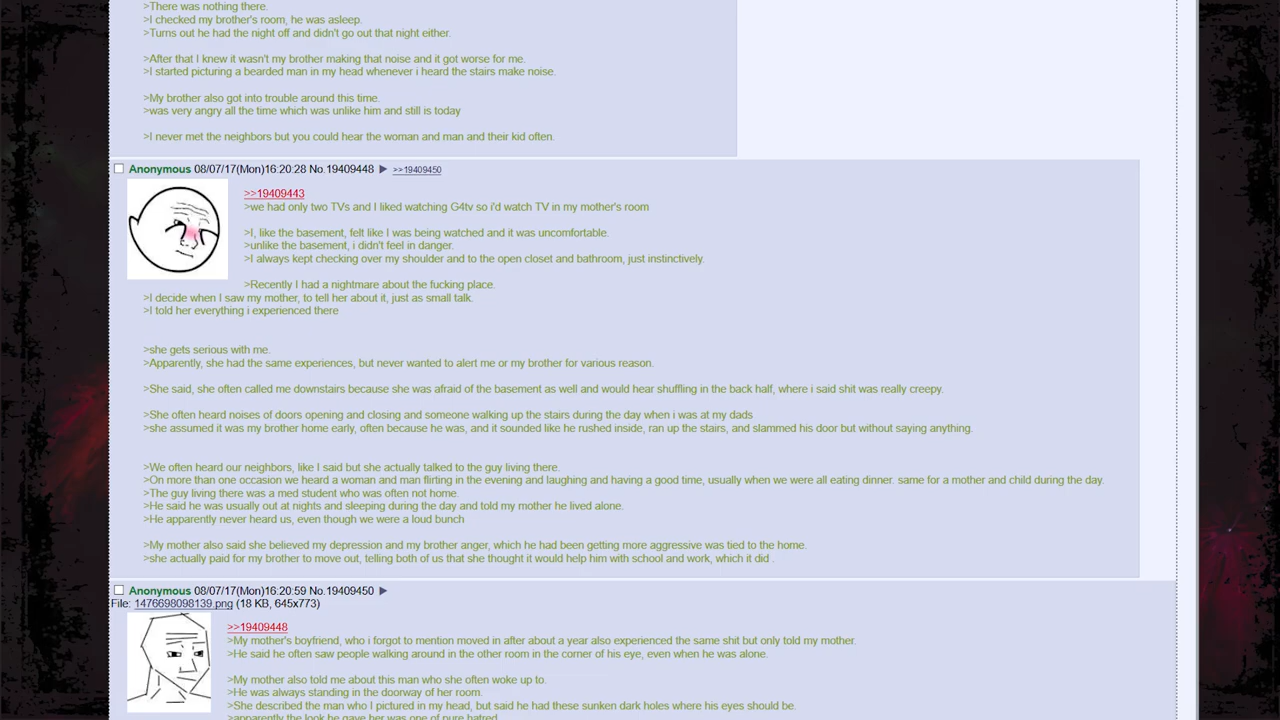 >There was nothing there.
>I checked my brother's room, he was asleep.
>Turns out he had the night off and didn't go out that night either.
>After that I knew it wasn't my brother making that noise and it got worse for me.
>I started picturing a bearded man in my head whenever i heard the stairs make noise.
>My brother also got into trouble around this time.
>was very angry all the time which was unlike him and still is today
>I never met the neighbors but you could hear the woman and man and their kid often.
Anonymous 08/07/17(Mon)16:20:28 No.19409448 ▶ >>19409450
>>19409443
>we had only two TVs and I liked watching G4tv so i'd watch TV in my mother's room
>I, like the basement, felt like I was being watched and it was uncomfortable.
>unlike the basement, i didn't feel in danger.
>I always kept checking over my shoulder and to the open closet and bathroom, just instinctively.
>Recently I had a nightmare about the fucking place.
>I decide when I saw my mother, to tell her about it, just as small talk.
>I told her everything i experienced there
>she gets serious with me.
>Apparently, she had the same experiences, but never wanted to alert me or my brother for various reason.
>She said, she often called me downstairs because she was afraid of the basement as well and would hear shuffling in the back half, where i said shit was really creepy.
>She often heard noises of doors opening and closing and someone walking up the stairs during the day when i was at my dads
>she assumed it was my brother home early, often because he was, and it sounded like he rushed inside, ran up the stairs, and slammed his door but without saying anything.
>We often heard our neighbors, like I said but she actually talked to the guy living there.
>On more than one occasion we heard a woman and man flirting in the evening and laughing and having a good time, usually when we were all eating dinner. same for a mother and child during the day.
>The guy living there was a med student who was often not home.
>He said he was usually out at nights and sleeping during the day and told my mother he lived alone.
>He apparently never heard us, even though we were a loud bunch
>My mother also said she believed my depression and my brother anger, which he had been getting more aggressive was tied to the home.
>she actually paid for my brother to move out, telling both of us that she thought it would help him with school and work, which it did .
Anonymous 08/07/17(Mon)16:20:59 No.19409450 ▶
File: 1476698098139.png (18 KB, 645x773)
>>19409448
>My mother's boyfriend, who i forgot to mention moved in after about a year also experienced the same shit but only told my mother.
>He said he often saw people walking around in the other room in the corner of his eye, even when he was alone.
>My mother also told me about this man who she often woke up to.
>He was always standing in the doorway of her room.
>She described the man who I pictured in my head, but said he had these sunken dark holes where his eyes should be.
>apparently the look he gave her was one of pure hatred